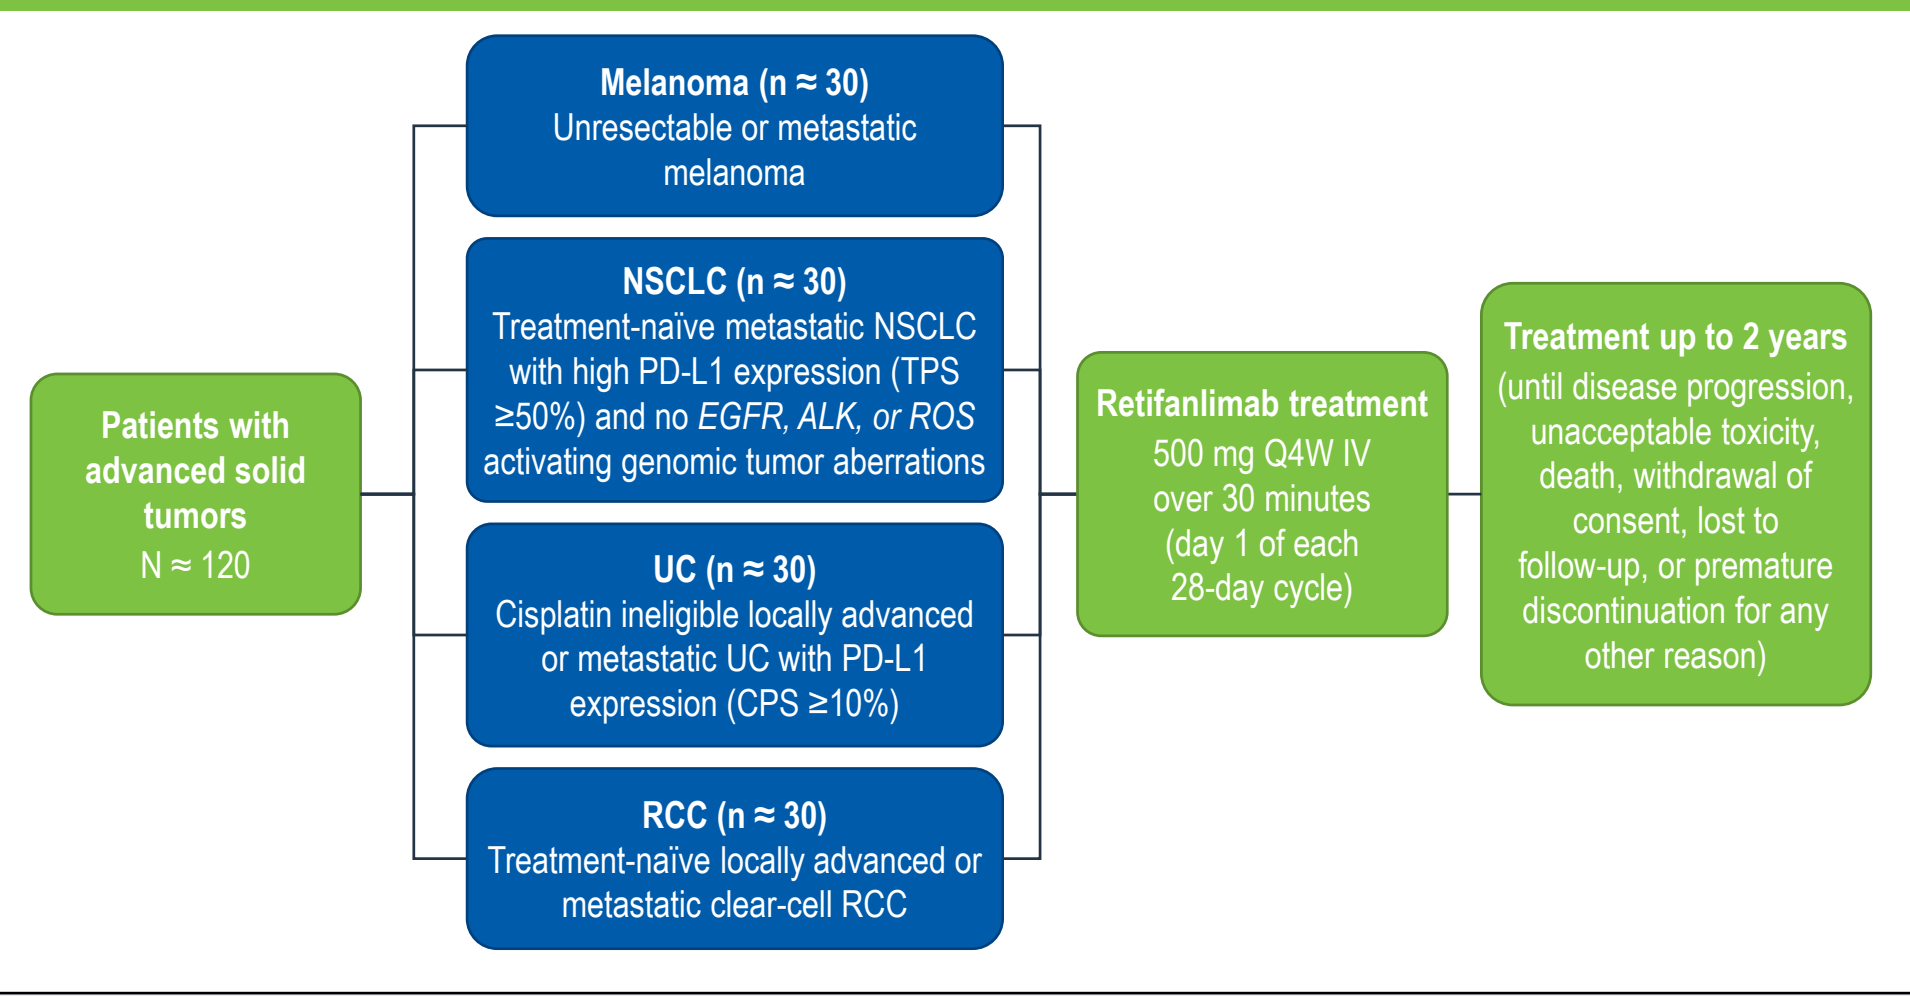 Patients with
advanced solid
tumors
N ≈ 120
Melanoma (n ≈ 30)
Unresectable or metastatic
melanoma
NSCLC (n ≈ 30)
Treatment-naïve metastatic NSCLC
with high PD-L1 expression (TPS
≥50%) and no EGFR, ALK, or ROS
activating genomic tumor aberrations
UC (n ≈ 30)
Cisplatin ineligible locally advanced
or metastatic UC with PD-L1
expression (CPS ≥10%)
RCC (n ≈ 30)
Treatment-naïve locally advanced or
metastatic clear-cell RCC
Retifanlimab treatment
500 mg Q4W IV
over 30 minutes
(day 1 of each
28-day cycle)
Treatment up to 2 years
(until disease progression,
unacceptable toxicity,
death, withdrawal of
consent, lost to
follow-up, or premature
discontinuation for any
other reason)